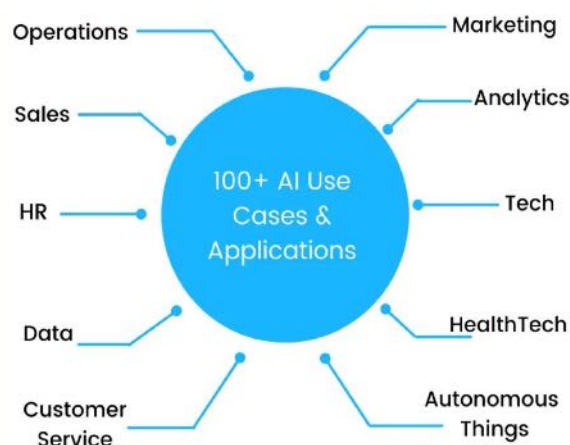 Operations
Marketing
Sales
Analytics
100+ AI Use
Cases &
Applications
HR
Tech
Data
HealthTech
Customer
Service
Autonomous
Things